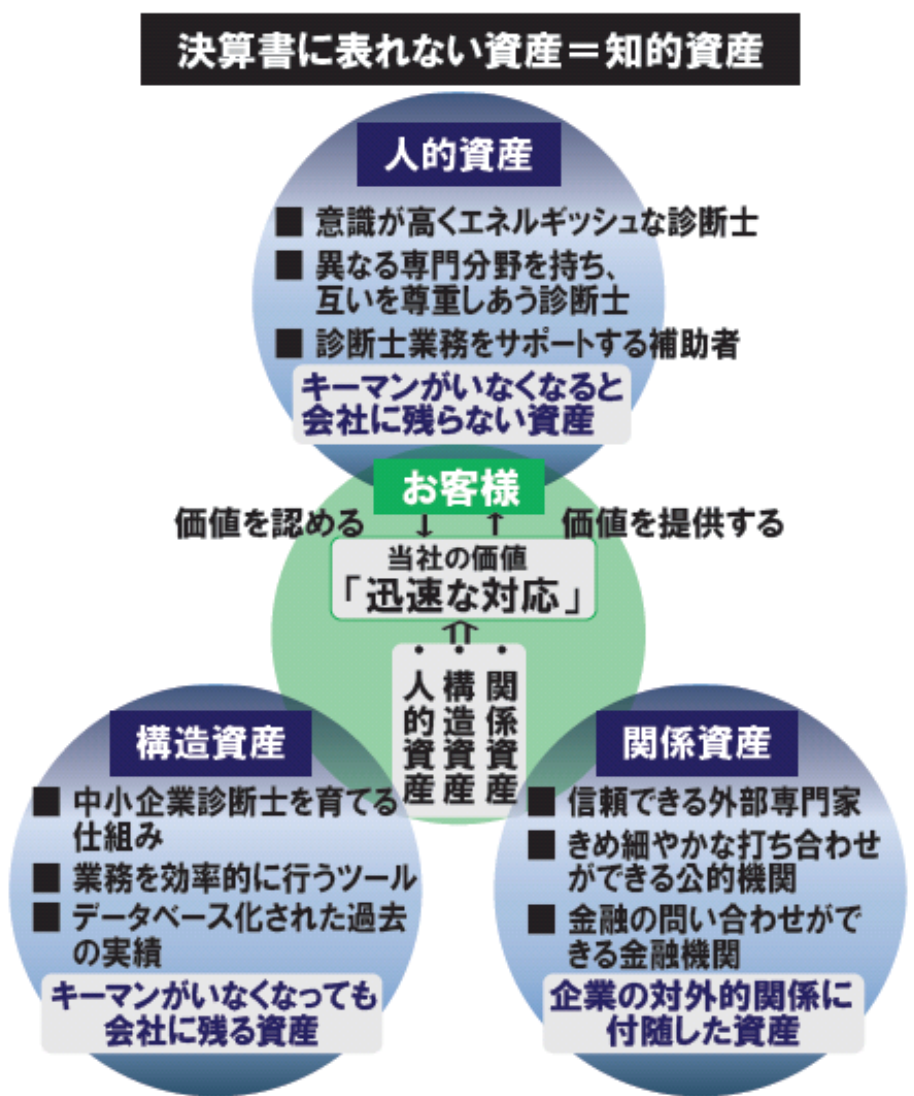 決算書に表れない資産＝知的資産
人的資産
■ 意識が高くエネルギッシュな診断士
■ 異なる専門分野を持ち、
互いを尊重しあう診断士
■ 診断士業務をサポートする補助者
キーマンがいなくなると
会社に残らない資産
お客様
価値を認める ↓ ↑ 価値を提供する
当社の価値
「迅速な対応」
⇑
・人的資産
・構造資産
・関係資産
構造資産
■ 中小企業診断士を育てる
仕組み
■ 業務を効率的に行うツール
■ データベース化された過去
の実績
キーマンがいなくなっても
会社に残る資産
関係資産
■ 信頼できる外部専門家
■ きめ細やかな打ち合わせ
ができる公的機関
■ 金融の問い合わせがで
きる金融機関
企業の対外的関係に
付随した資産